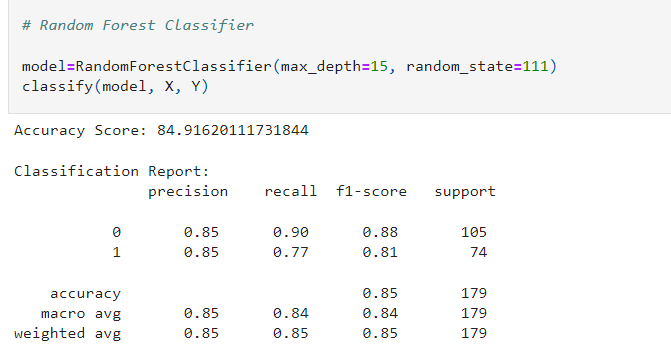 # Random Forest Classifier
model=RandomForestClassifier(max_depth=15, random_state=111)
classify(model, X, Y)
Accuracy Score: 84.91620111731844
Classification Report:
precision recall f1-score support
0 0.85 0.90 0.88 105
1 0.85 0.77 0.81 74
accuracy 0.85 179
macro avg 0.85 0.84 0.84 179
weighted avg 0.85 0.85 0.85 179